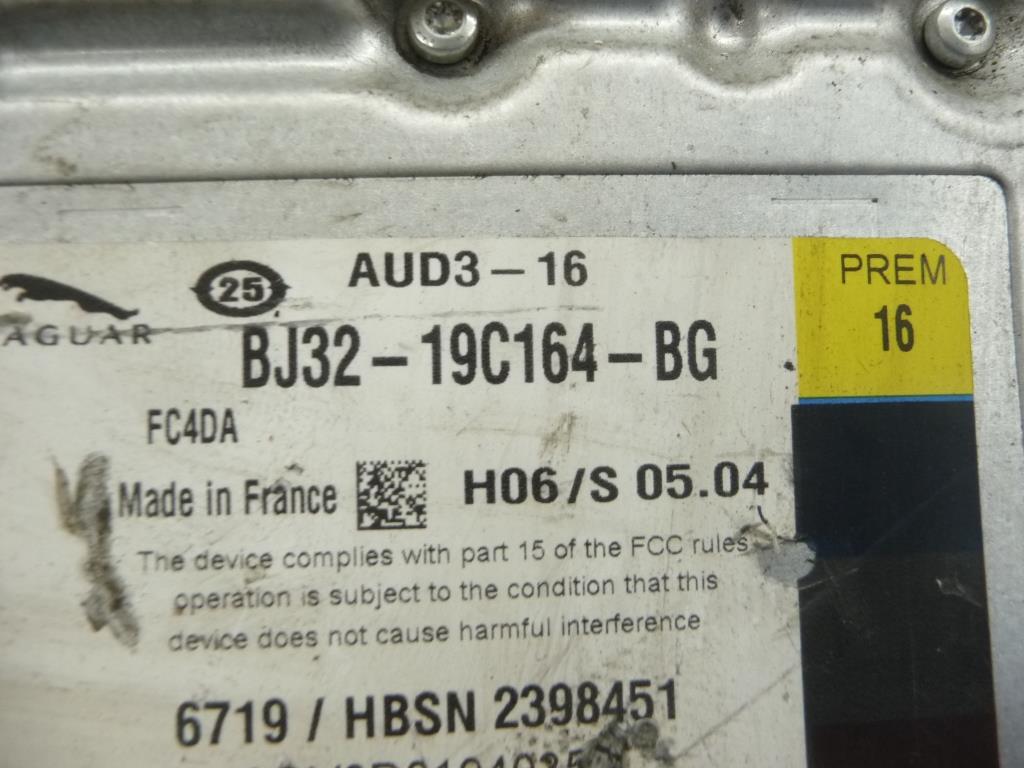 25 AUD3-16
PREM
16
AGUAR
BJ32-19C164-BG
FC4DA
Made in France
H06/S 05.04
The device complies with part 15 of the FCC rules
operation is subject to the condition that this
device does not cause harmful interference
6719 / HBSN 2398451